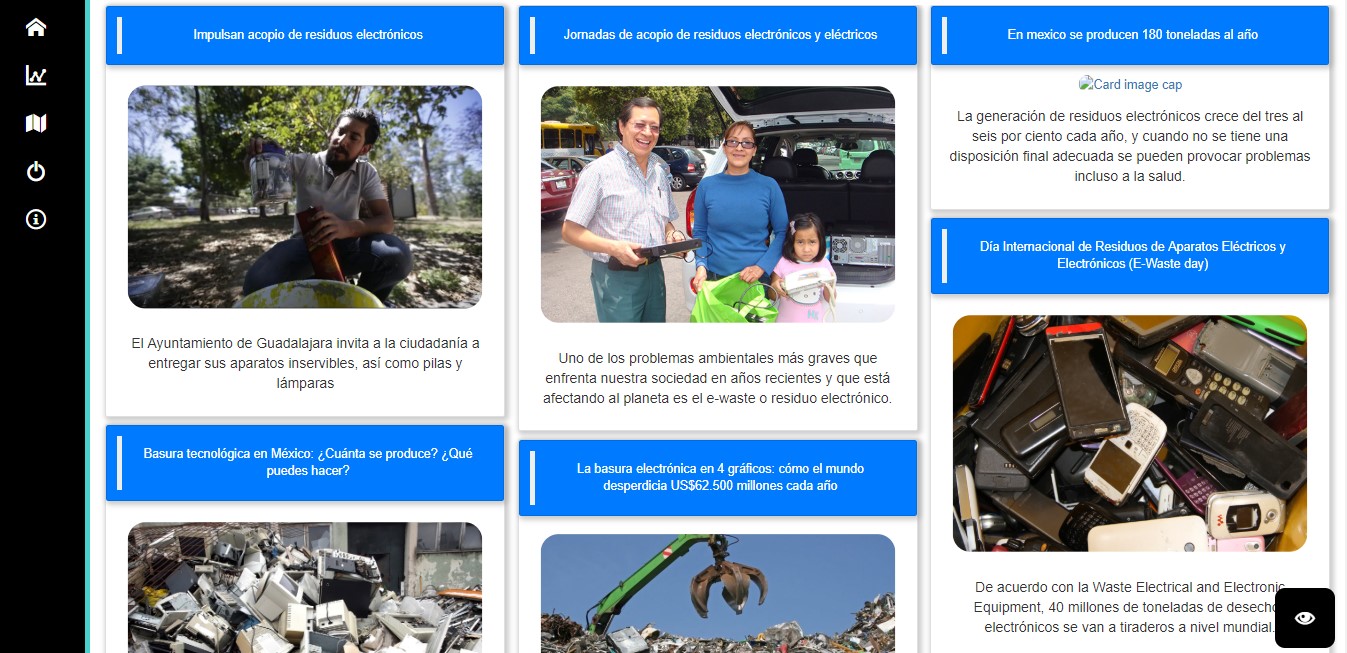 Impulsan acopio de residuos electrónicos
El Ayuntamiento de Guadalajara invita a la ciudadanía a
entregar sus aparatos inservibles, así como pilas y
lámparas
Basura tecnológica en México: ¿Cuánta se produce? ¿Qué
puedes hacer?
Jornadas de acopio de residuos electrónicos y eléctricos
Uno de los problemas ambientales más graves que
enfrenta nuestra sociedad en años recientes y que está
afectando al planeta es el e-waste o residuo electrónico.
La basura electrónica en 4 gráficos: cómo el mundo
desperdicia US$62.500 millones cada año
En mexico se producen 180 toneladas al año
Card image cap
La generación de residuos electrónicos crece del tres al
seis por ciento cada año, y cuando no se tiene una
disposición final adecuada se pueden provocar problemas
incluso a la salud.
Día Internacional de Residuos de Aparatos Eléctricos y
Electrónicos (E-Waste day)
De acuerdo con la Waste Electrical and Electronic
Equipment, 40 millones de toneladas de desecho
electrónicos se van a tiraderos a nivel mundial.